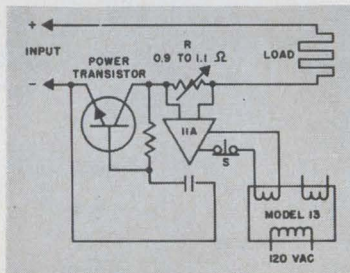 +
INPUT
-
POWER
TRANSISTOR
R
0.9 TO 1.1 Ω
LOAD
11A
S
MODEL 13
120 VAC